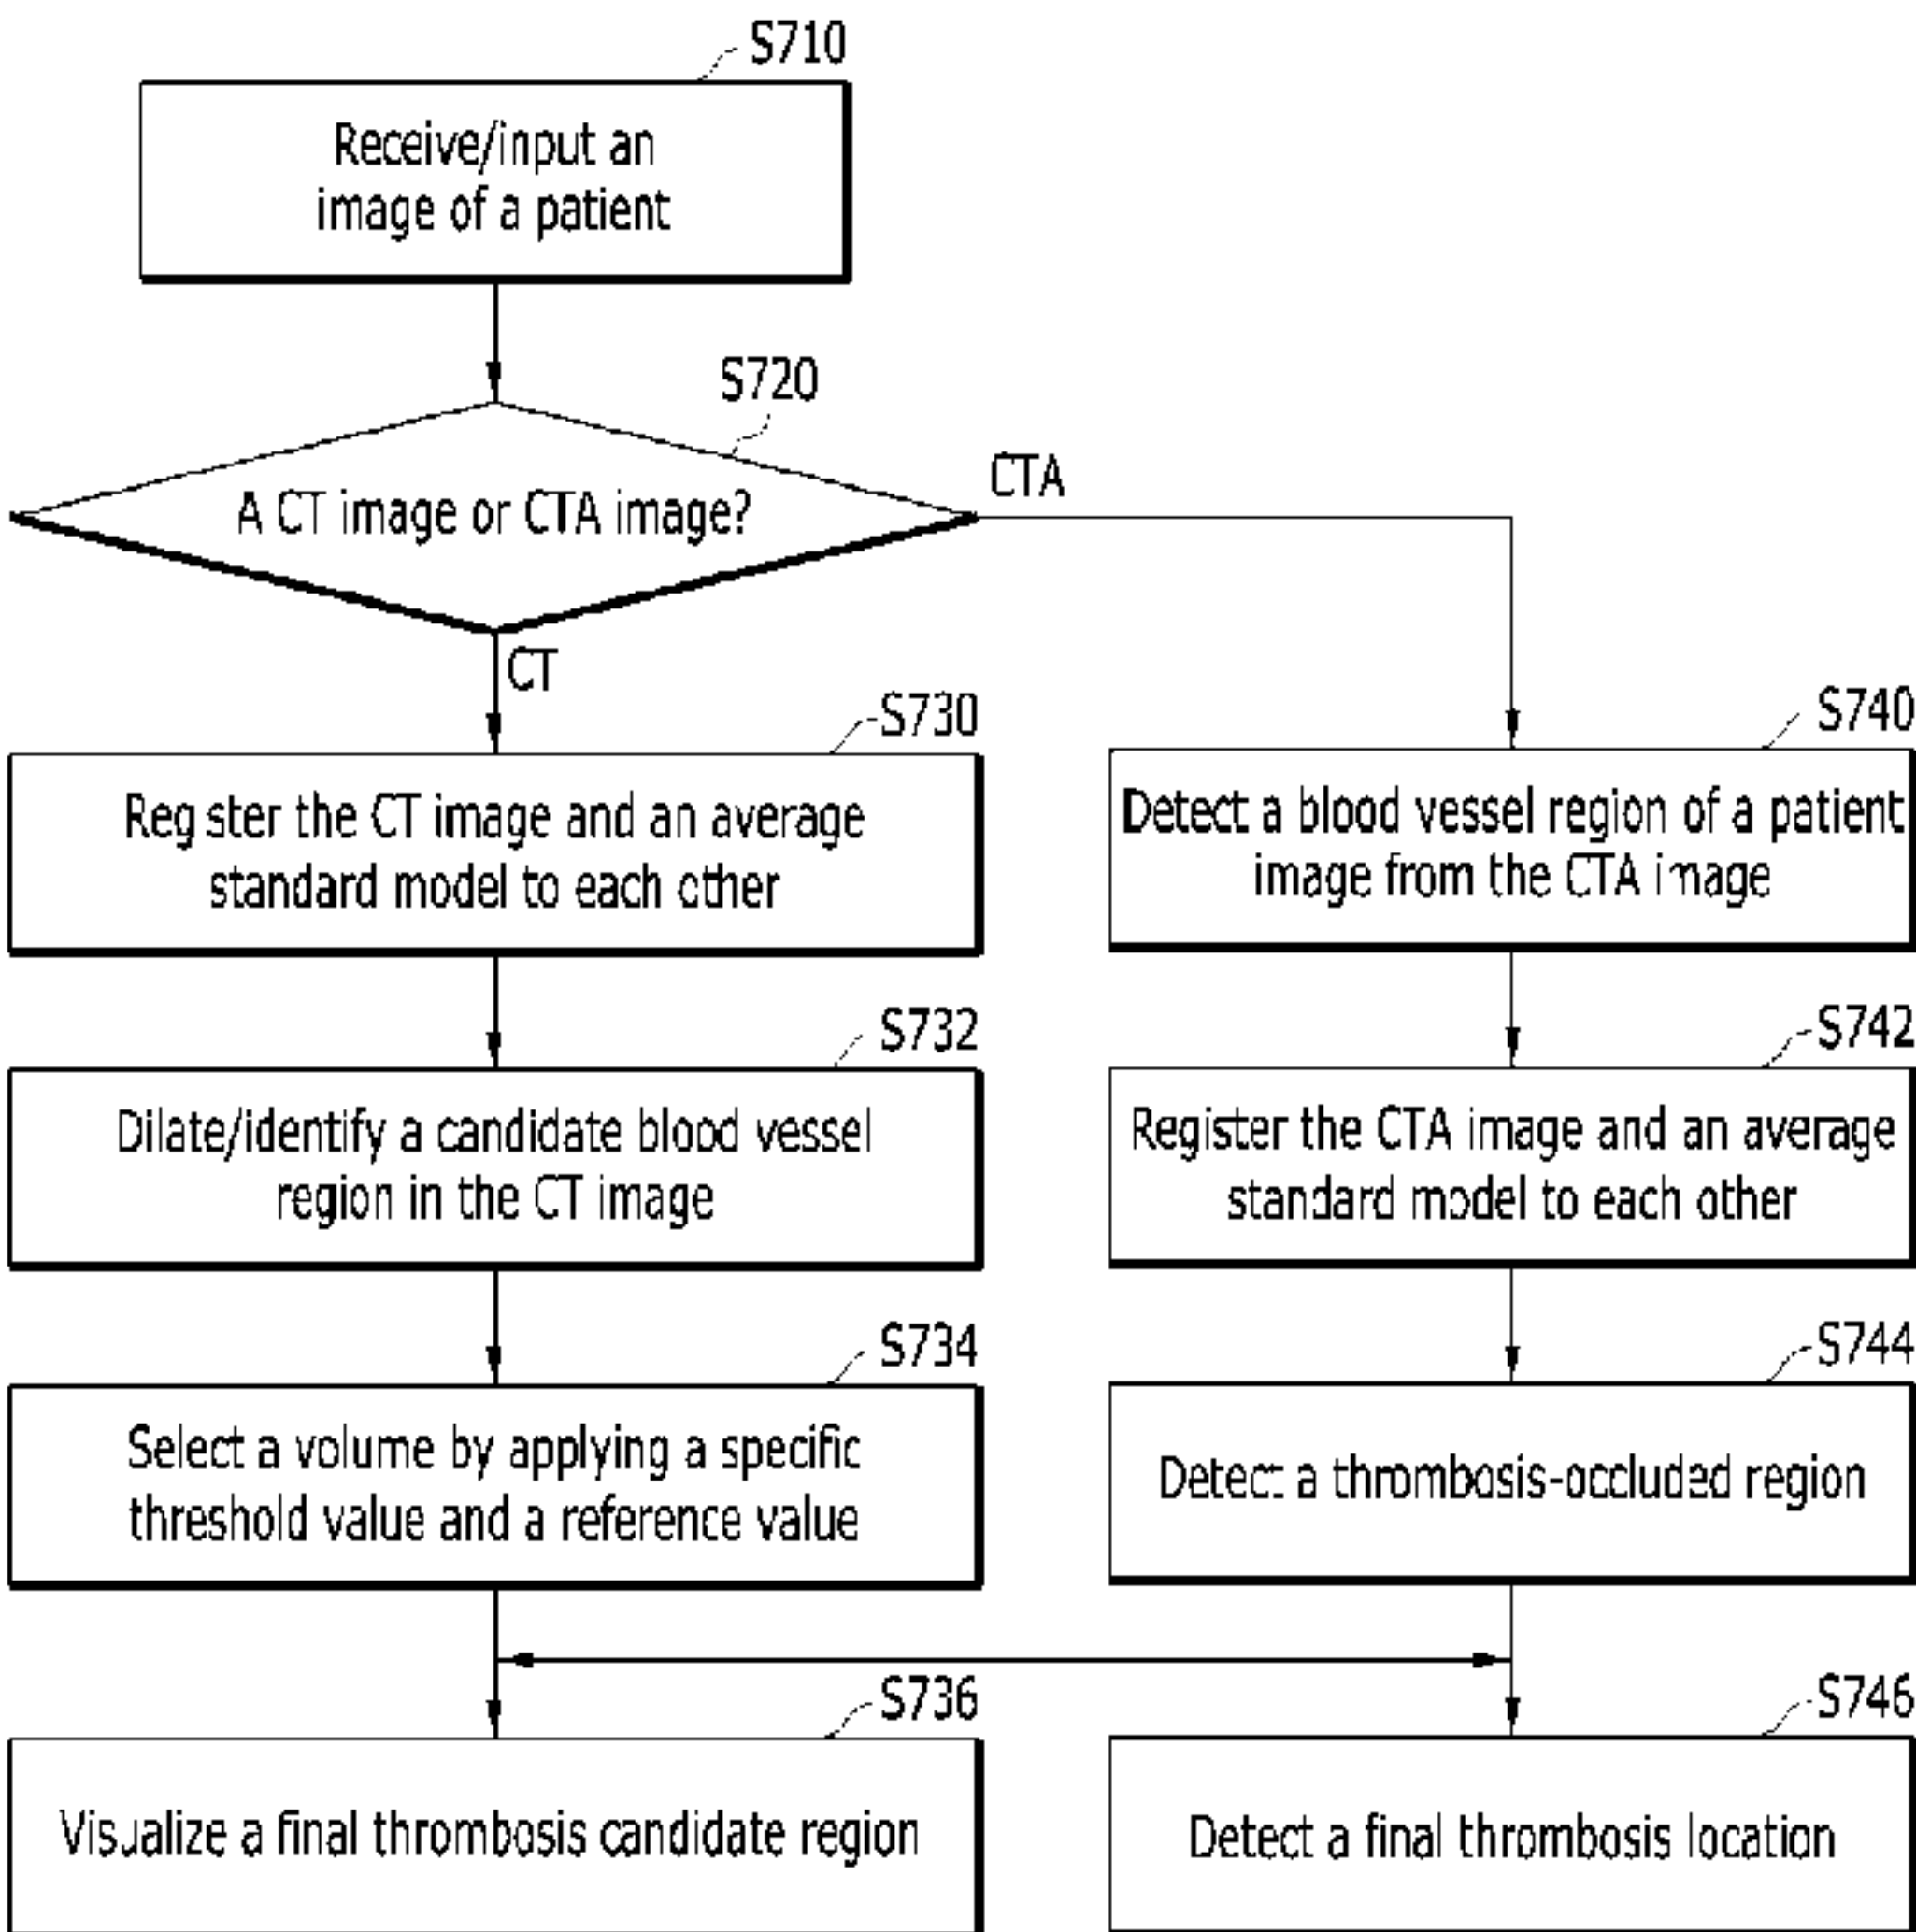 S710
Receive/input an
image of a patient
S720
A CT image or CTA image?
CTA
CT
S730
Register the CT image and an average
standard model to each other
S740
Detect a blood vessel region of a patient
image from the CTA image
S732
Dilate/identify a candidate blood vessel
region in the CT image
S742
Register the CTA image and an average
standard model to each other
S734
Select a volume by applying a specific
threshold value and a reference value
S744
Detect a thrombosis-occluded region
S736
Visualize a final thrombosis candidate region
S746
Detect a final thrombosis location